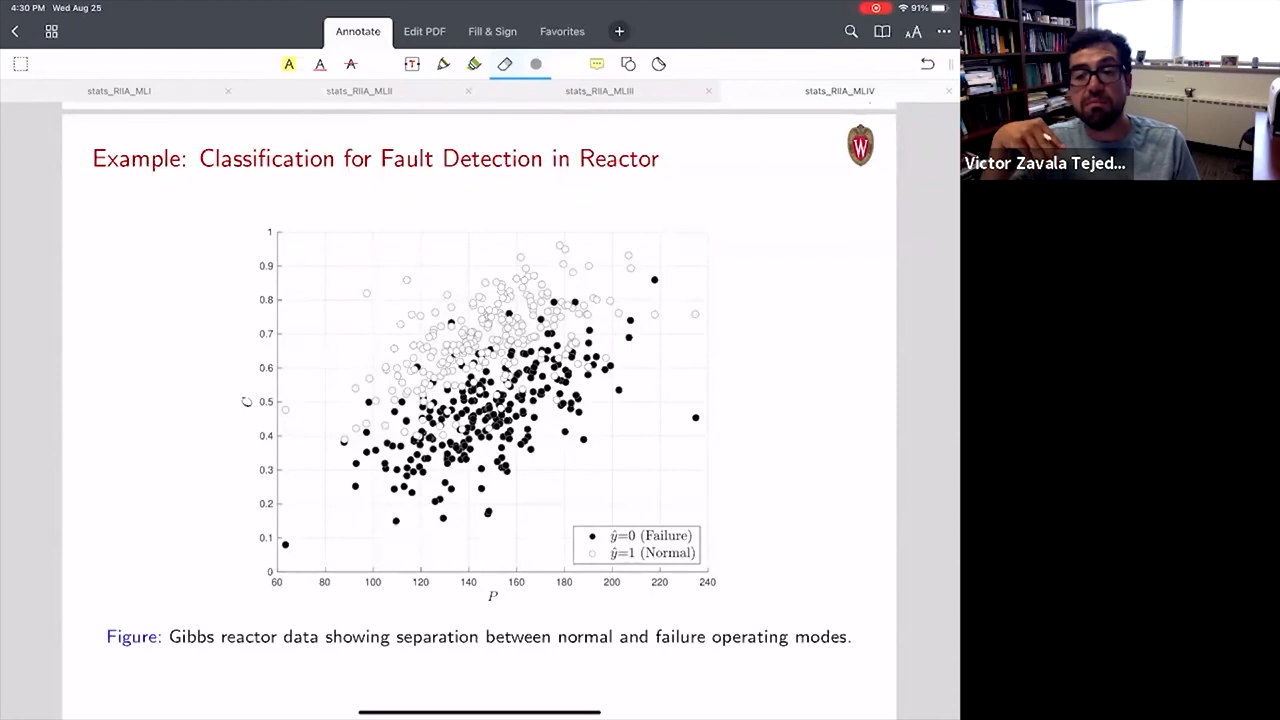 4:30 PM Wed Aug 25
91%
Annotate
Edit PDF
Fill & Sign
Favorites
A
A
A
T
AA
stats_RIIA_MLI
stats_RIIA_MLII
stats_RIIA_MLIII
stats_RIIA_MLIV
Example: Classification for Fault Detection in Reactor
W
Victor Zavala Tejed...
1
0.9
0.8
0.7
0.6
0.5
0.4
0.3
0.2
0.1
0
C
60 80 100 120 140 160 180 200 220 240
P
ŷ=0 (Failure)
ŷ=1 (Normal)
Figure: Gibbs reactor data showing separation between normal and failure operating modes.